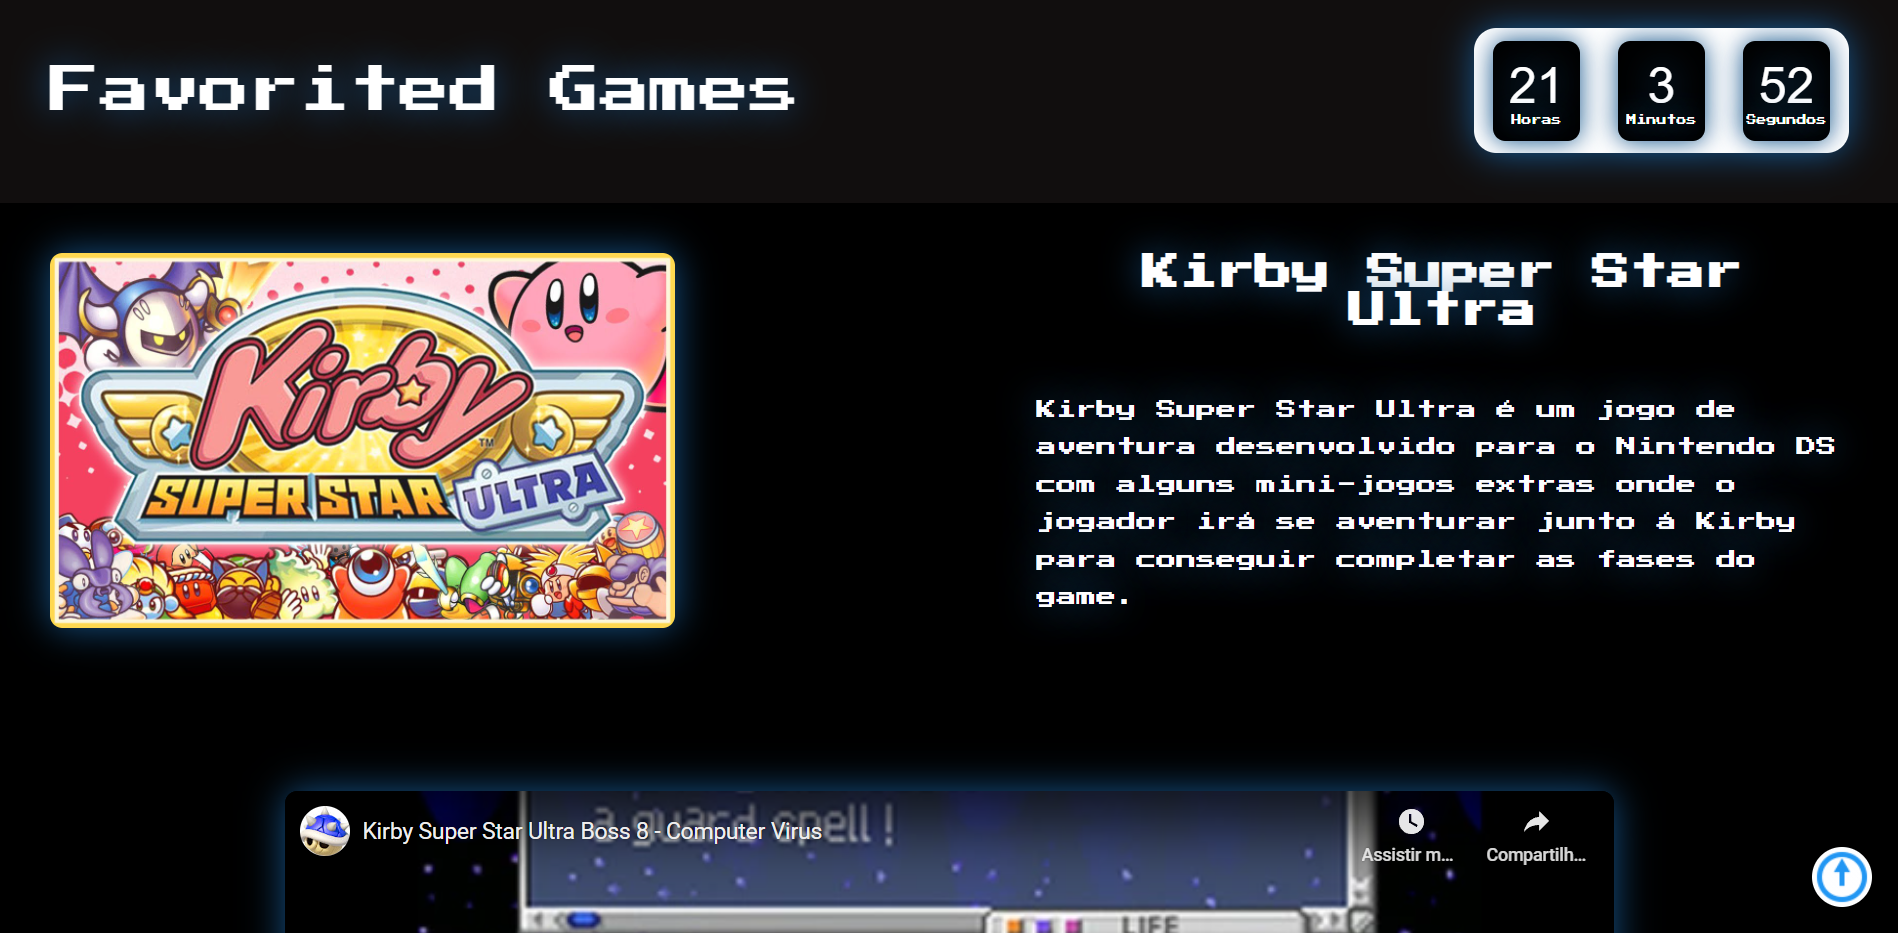 Favorited Games
21
Horas
3
Minutos
52
Segundos
Kirby
TM
SUPER STAR
ULTRA
Kirby Super Star
Ultra
Kirby Super Star Ultra é um jogo de
aventura desenvolvido para o Nintendo DS
com alguns mini-jogos extras onde o
jogador irá se aventurar junto á Kirby
para conseguir completar as fases do
game.
a guard spell!
Kirby Super Star Ultra Boss 8 - Computer Virus
Assistir m...
Compartilh...
LIFE